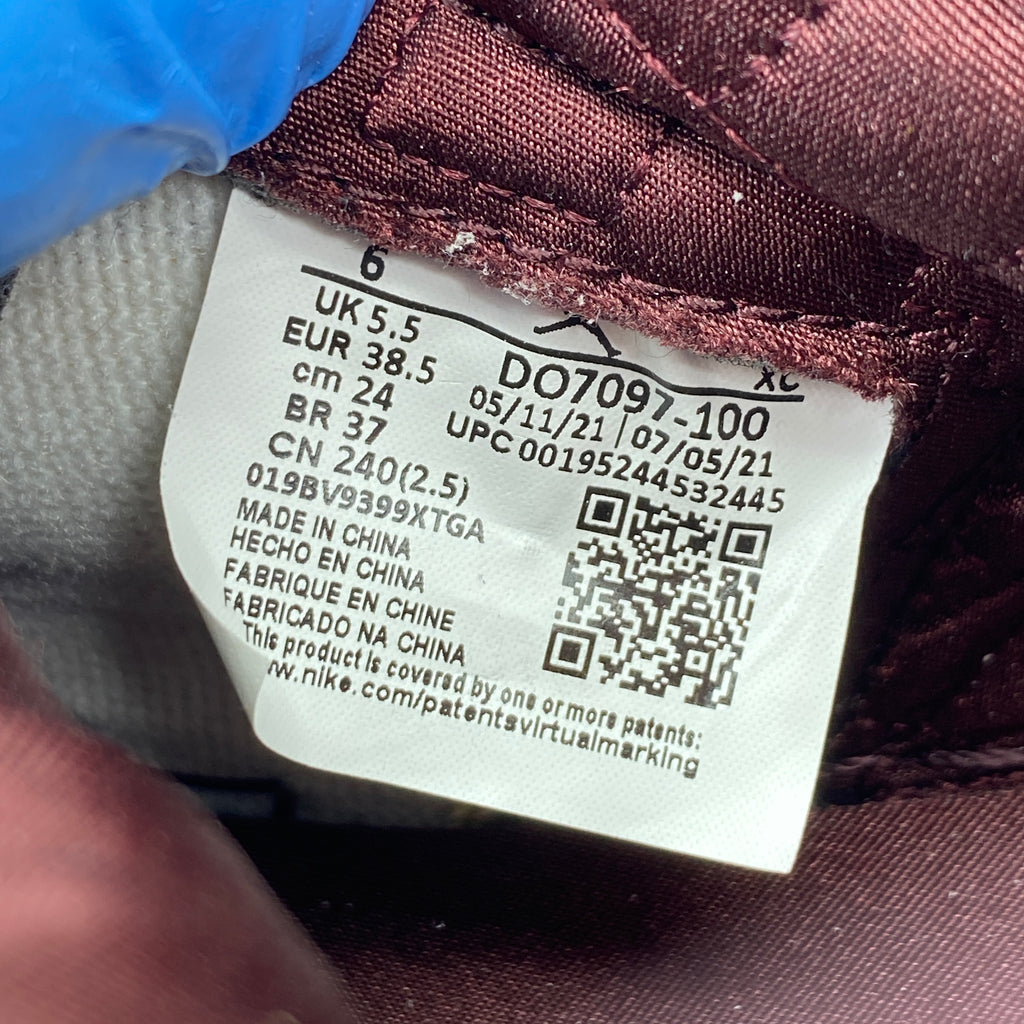 6
XC
UK 5.5
EUR 38.5
cm 24
BR 37
CN 240(2.5)
019BV9399XTGA
DO7097-100
05/11/21 | 07/05/21
UPC 00195244532445
MADE IN CHINA
HECHO EN CHINA
FABRIQUE EN CHINE
FABRICADO NA CHINA
This product is covered by one or more patents:
w.nike.com/patentsvirtualmarking